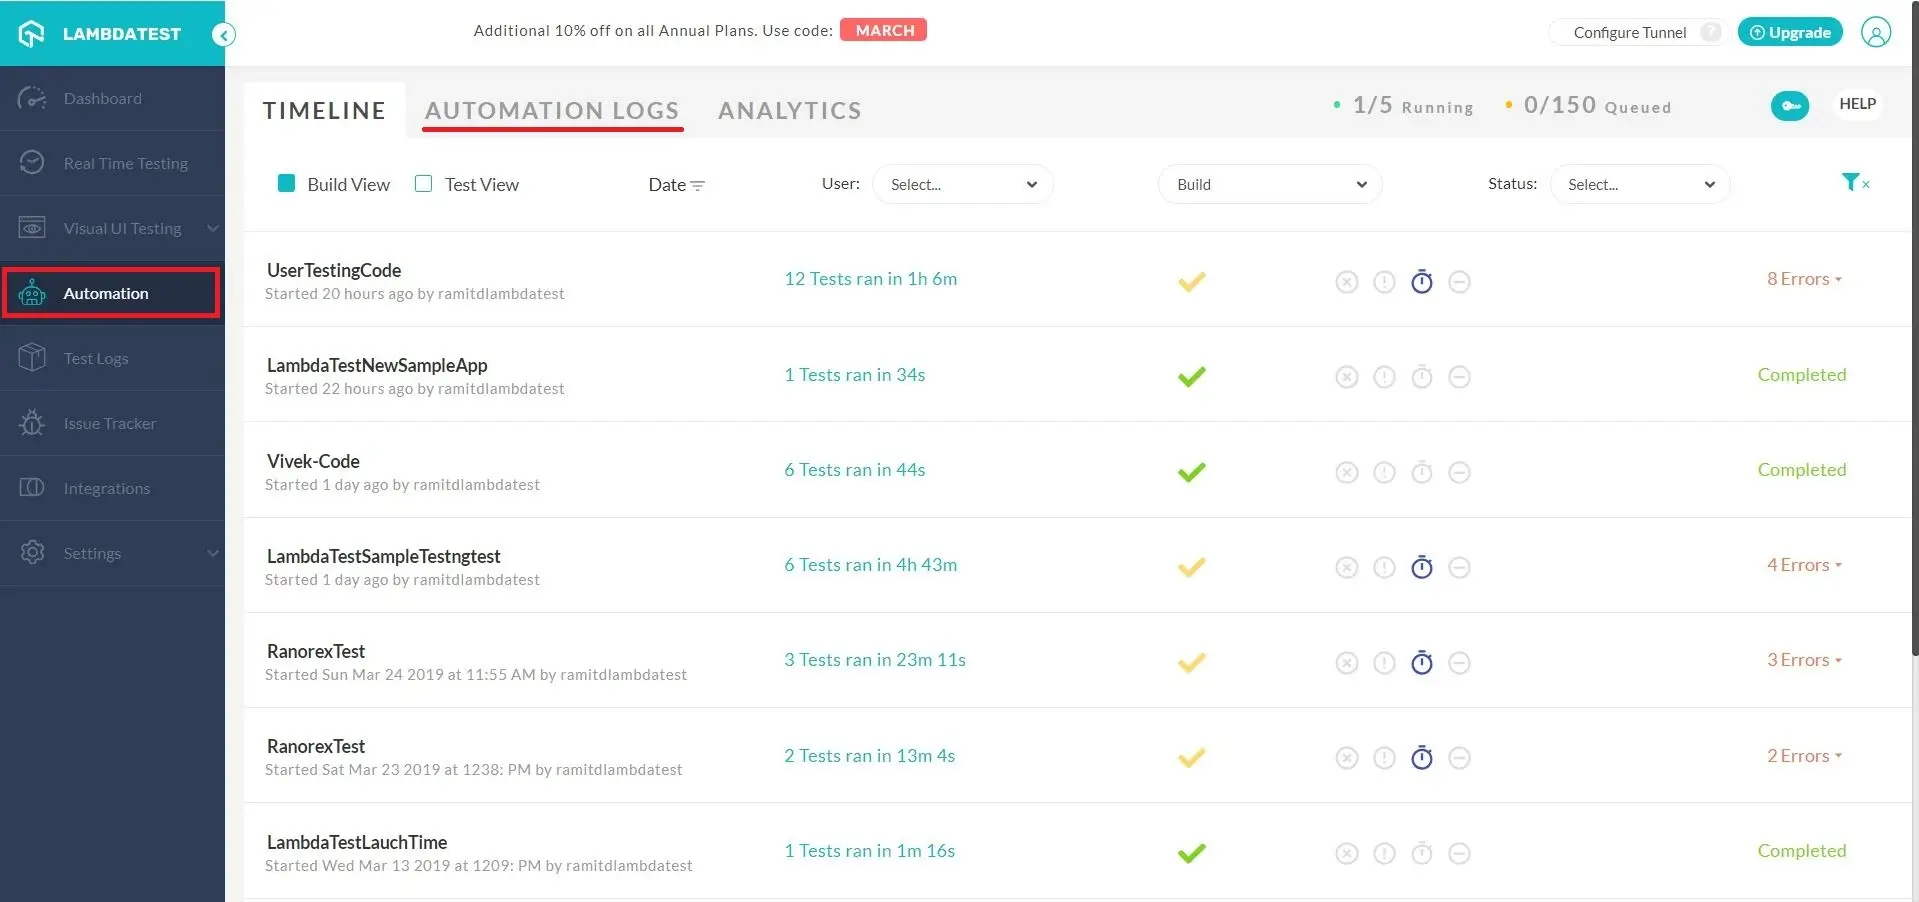 LAMBDATEST
Additional 10% off on all Annual Plans. Use code: MARCH
Configure Tunnel ?
Upgrade
Dashboard
Real Time Testing
Visual UI Testing
Automation
Test Logs
Issue Tracker
Integrations
Settings
TIMELINE AUTOMATION LOGS ANALYTICS
1/5 Running 0/150 Queued
HELP
Build View Test View Date User: Select... Build Status: Select...
UserTestingCode
Started 20 hours ago by ramitdlambdatest
12 Tests ran in 1h 6m
8 Errors
LambdaTestNewSampleApp
Started 22 hours ago by ramitdlambdatest
1 Tests ran in 34s
Completed
Vivek-Code
Started 1 day ago by ramitdlambdatest
6 Tests ran in 44s
Completed
LambdaTestSampleTestngtest
Started 1 day ago by ramitdlambdatest
6 Tests ran in 4h 43m
4 Errors
RanorexTest
Started Sun Mar 24 2019 at 11:55 AM by ramitdlambdatest
3 Tests ran in 23m 11s
3 Errors
RanorexTest
Started Sat Mar 23 2019 at 1238: PM by ramitdlambdatest
2 Tests ran in 13m 4s
2 Errors
LambdaTestLauchTime
Started Wed Mar 13 2019 at 1209: PM by ramitdlambdatest
1 Tests ran in 1m 16s
Completed